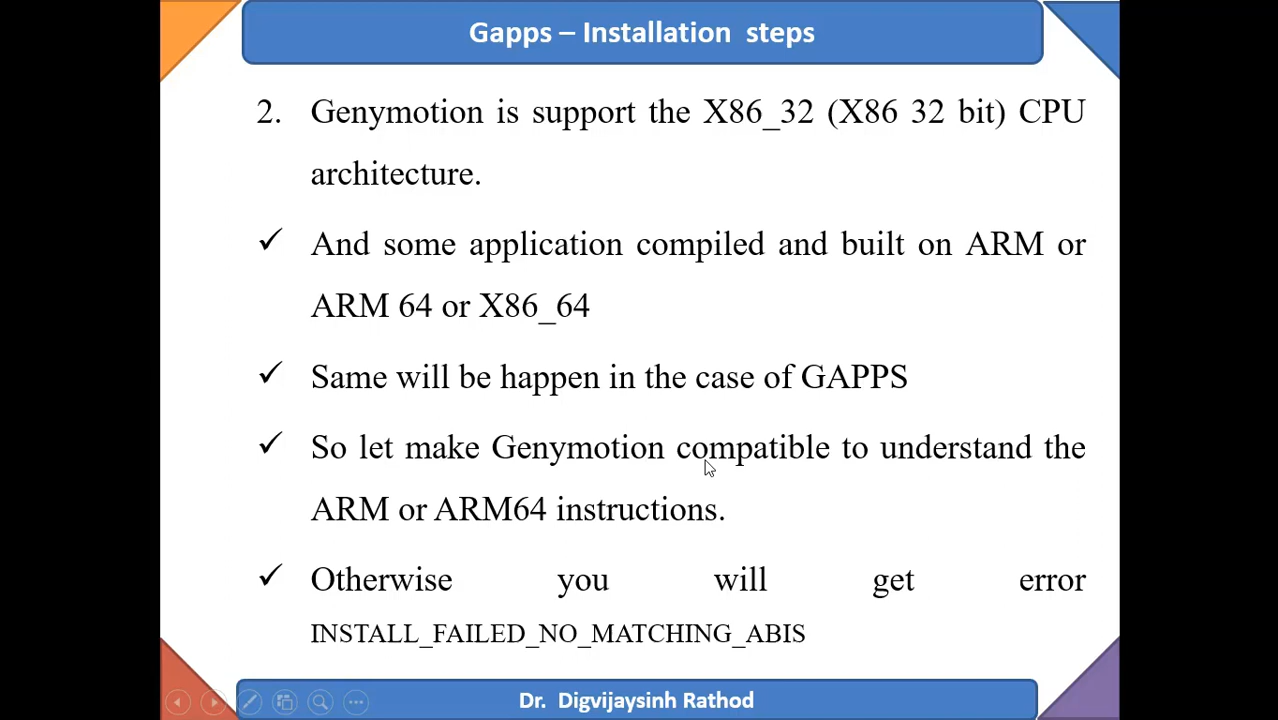 Gapps – Installation steps
2. Genymotion is support the X86_32 (X86 32 bit) CPU
architecture.
✓ And some application compiled and built on ARM or
ARM 64 or X86_64
✓ Same will be happen in the case of GAPPS
✓ So let make Genymotion compatible to understand the
ARM or ARM64 instructions.
✓ Otherwise you will get error
INSTALL_FAILED_NO_MATCHING_ABIS
Dr. Digvijaysinh Rathod